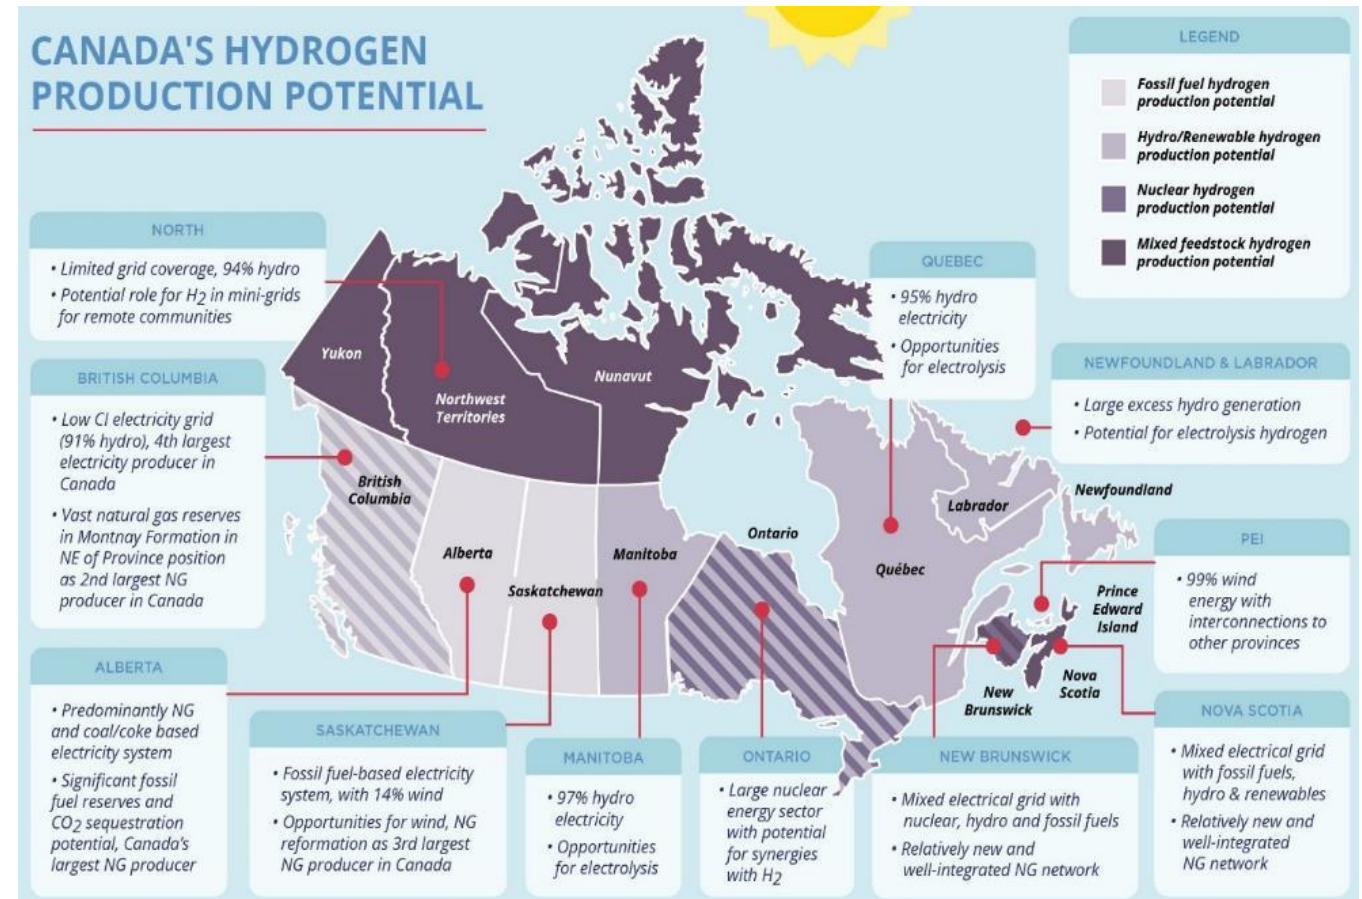 CANADA'S HYDROGEN
PRODUCTION POTENTIAL
LEGEND
Fossil fuel hydrogen
production potential
Hydro/Renewable hydrogen
production potential
Nuclear hydrogen
production potential
Mixed feedstock hydrogen
production potential
NORTH
• Limited grid coverage, 94% hydro
• Potential role for H2 in mini-grids
for remote communities
QUEBEC
• 95% hydro
electricity
• Opportunities
for electrolysis
BRITISH COLUMBIA
• Low CI electricity grid
(91% hydro), 4th largest
electricity producer in
Canada
• Vast natural gas reserves
in Montnay Formation in
NE of Province position
as 2nd largest NG
producer in Canada
NEWFOUNDLAND & LABRADOR
• Large excess hydro generation
• Potential for electrolysis hydrogen
Yukon
Northwest
Territories
Nunavut
British
Columbia
Alberta
Saskatchewan
Manitoba
Ontario
Québec
Labrador
Newfoundland
Prince
Edward
Island
Nova
Scotia
New
Brunswick
PEI
• 99% wind
energy with
interconnections to
other provinces
ALBERTA
• Predominantly NG
and coal/coke based
electricity system
• Significant fossil
fuel reserves and
CO2 sequestration
potential, Canada's
largest NG producer
SASKATCHEWAN
• Fossil fuel-based electricity
system, with 14% wind
• Opportunities for wind, NG
reformation as 3rd largest
NG producer in Canada
MANITOBA
• 97% hydro
electricity
• Opportunities
for electrolysis
ONTARIO
• Large nuclear
energy sector
with potential
for synergies
with H2
NEW BRUNSWICK
• Mixed electrical grid with
nuclear, hydro and fossil fuels
• Relatively new and
well-integrated NG network
NOVA SCOTIA
• Mixed electrical grid
with fossil fuels,
hydro & renewables
• Relatively new and
well-integrated
NG network